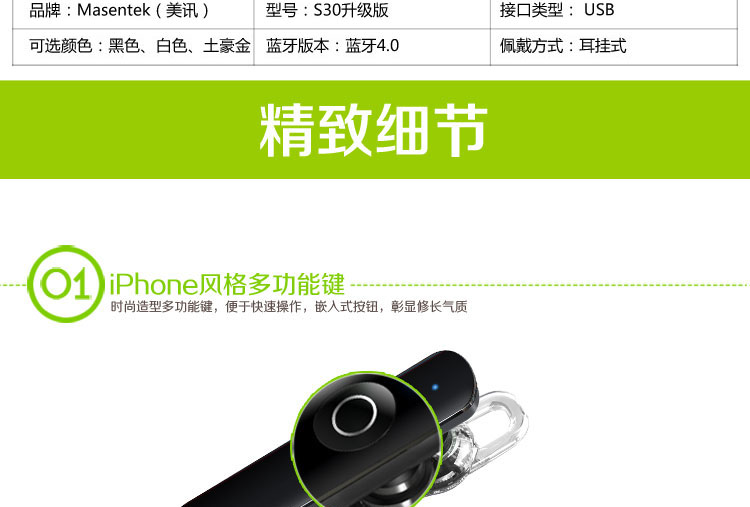 品牌：Masentek（美讯） 型号：S30升级版 接口类型： USB
可选颜色：黑色、白色、土豪金 蓝牙版本：蓝牙4.0 佩戴方式：耳挂式
精致细节
01 iPhone风格多功能键
时尚造型多功能键，便于快速操作，嵌入式按钮，彰显修长气质